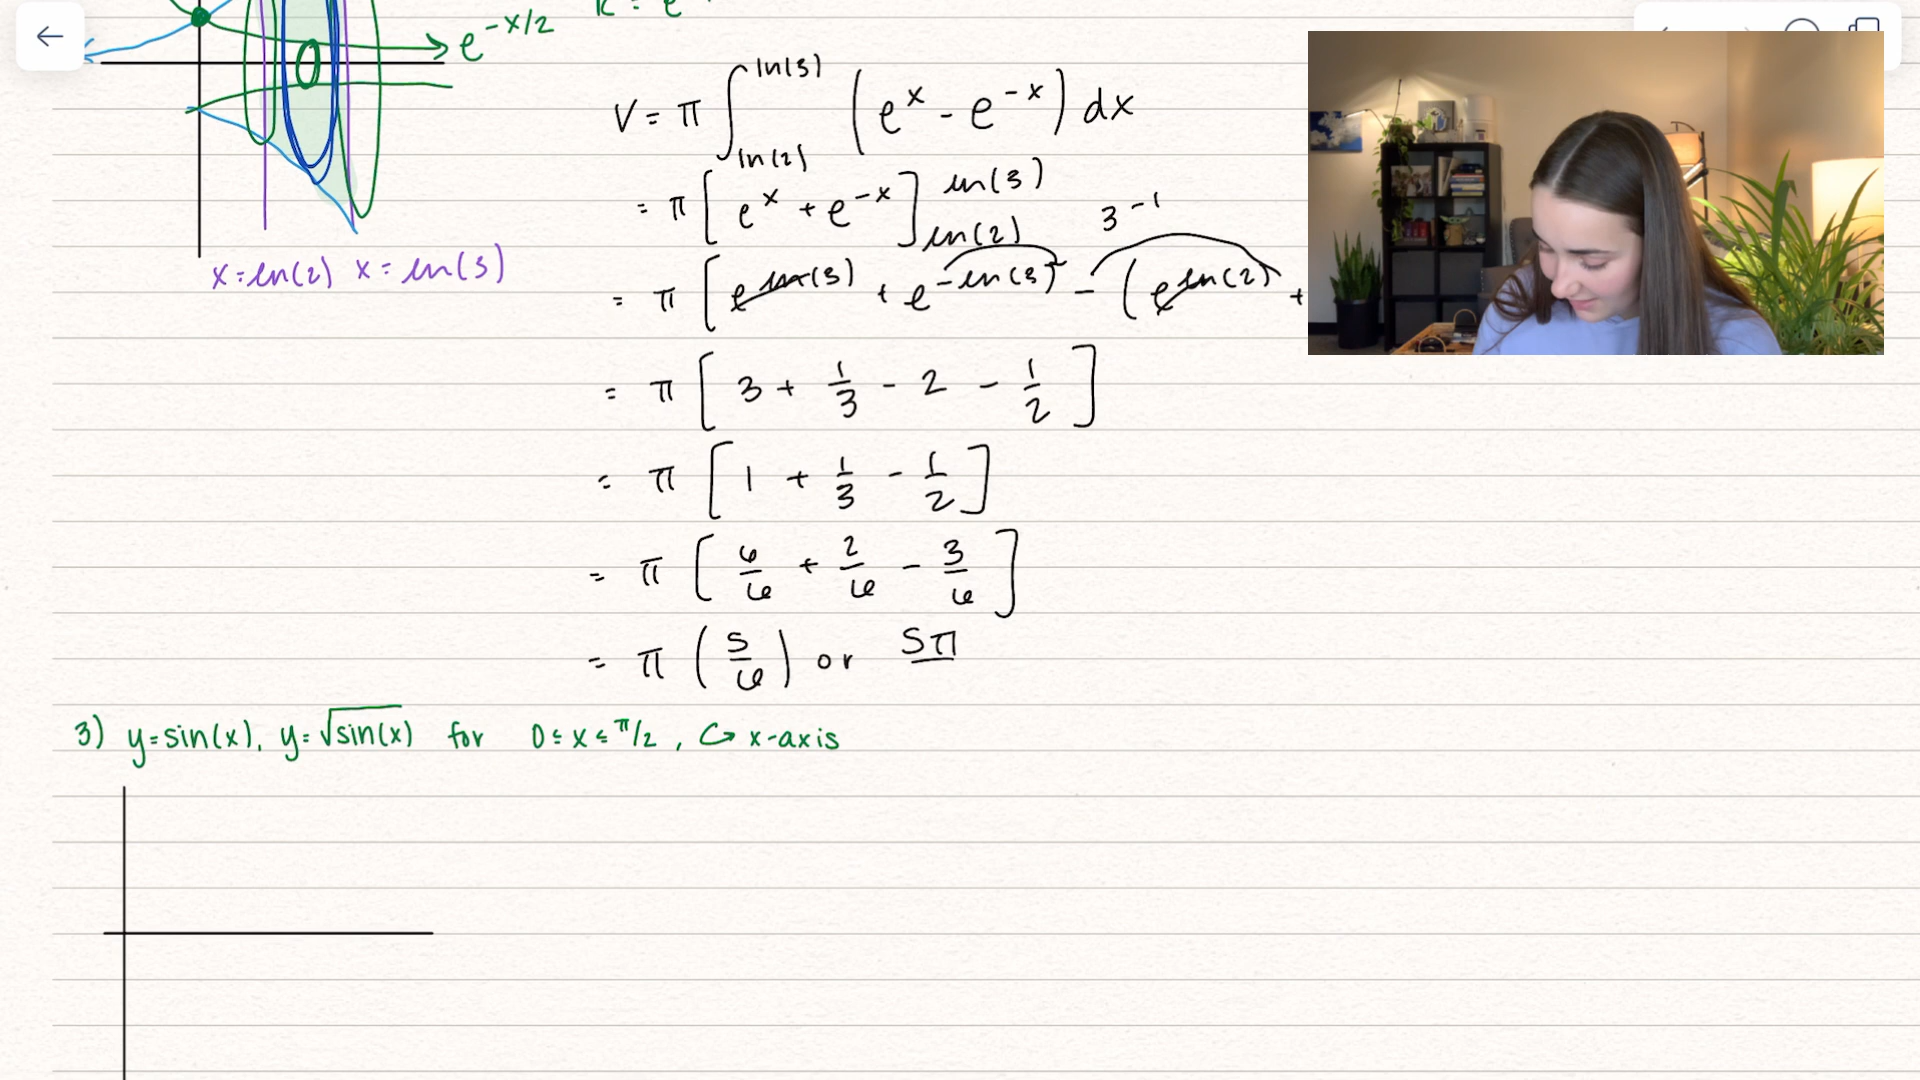 e^{-x/2}
V = π ∫_{ln(2)}^{ln(3)} (e^x - e^{-x}) dx
= π [e^x + e^{-x}]_{ln(2)}^{ln(3)}
3^{-1}
x = ln(2) x = ln(3)
= π [e^{ln(3)} + e^{-ln(3)} - (e^{ln(2)} +
= π [3 + 1/3 - 2 - 1/2]
= π [1 + 1/3 - 1/2]
= π [6/6 + 2/6 - 3/6]
= π (5/6) or 5π
3) y=sin(x), y=√sin(x) for 0≤x≤π/2, ↪ x-axis